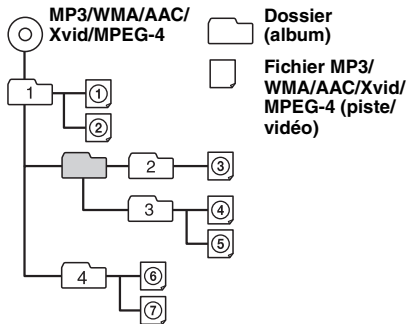 MP3/WMA/AAC/
Xvid/MPEG-4
Dossier
(album)
Fichier MP3/
WMA/AAC/Xvid/
MPEG-4 (piste/
vidéo)
1
①
②
2
③
3
④
⑤
4
⑥
⑦